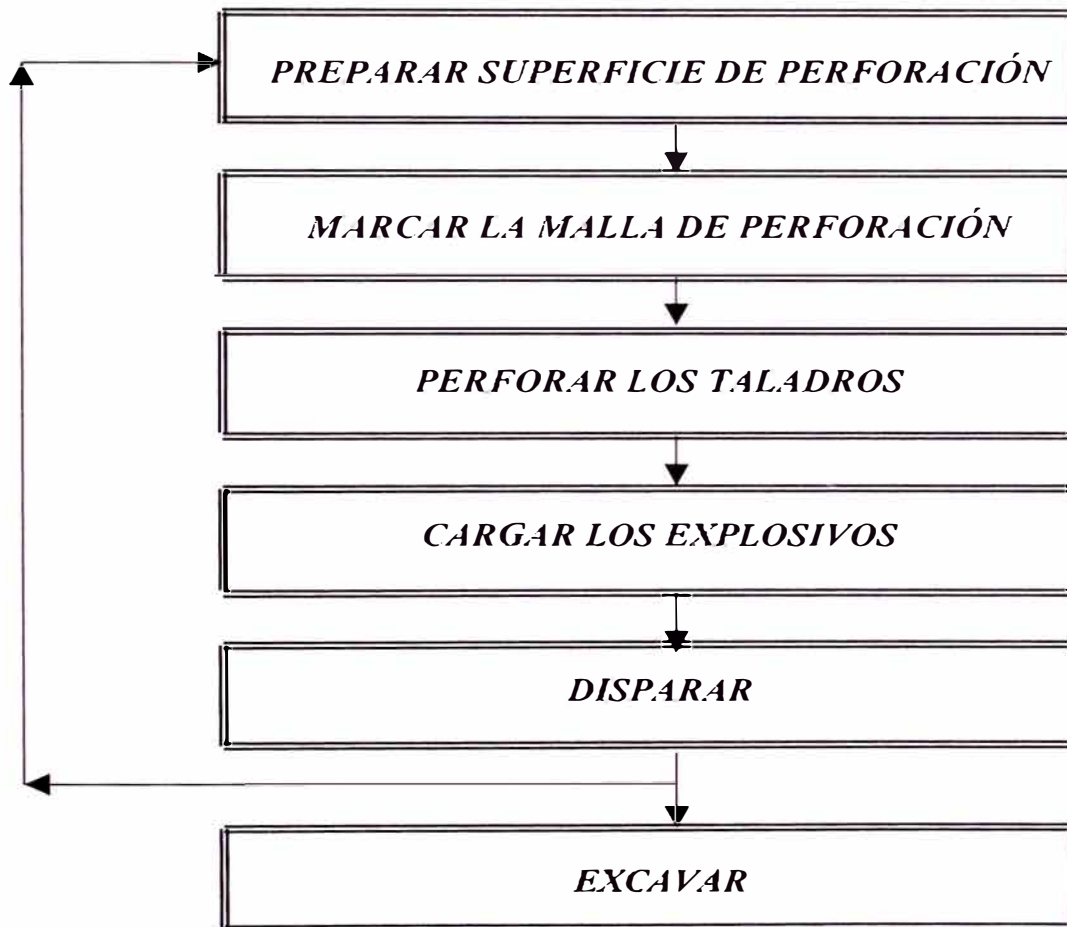 PREPARAR SUPERFICIE DE PERFORACIÓN
MARCAR LA MALLA DE PERFORACIÓN
PERFORAR LOS TALADROS
CARGAR LOS EXPLOSIVOS
DISPARAR
EXCAVAR